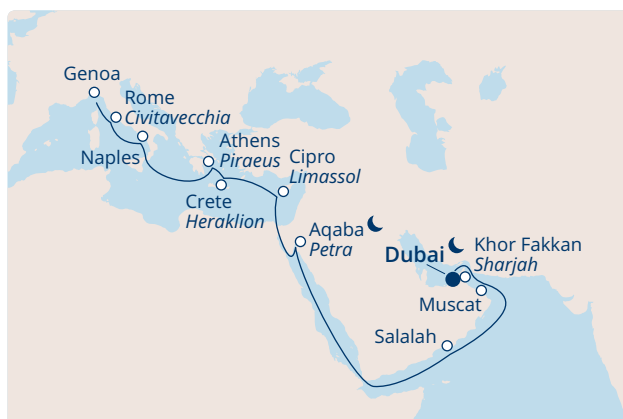 Genoa
Rome
Civitavecchia
Naples
Athens
Piraeus
Cipro
Limassol
Crete
Heraklion
Aqaba
Petra
Dubai
Khor Fakkan
Sharjah
Muscat
Salalah